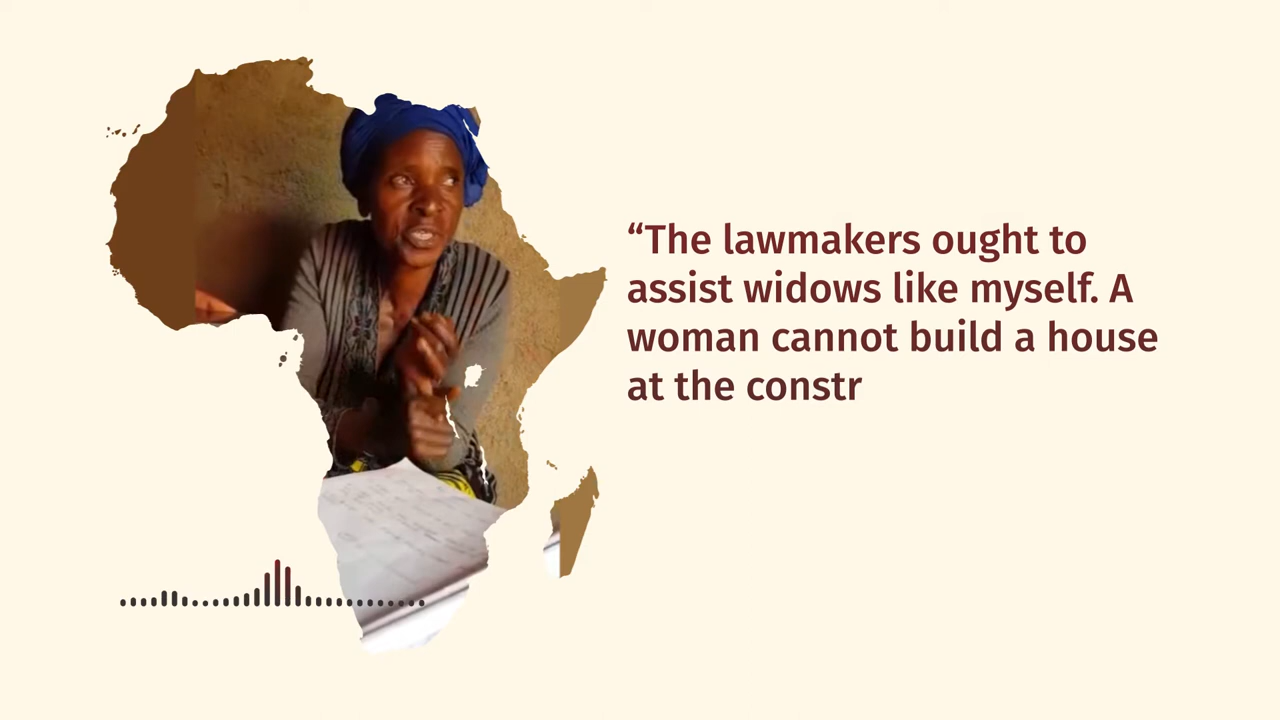 “The lawmakers ought to
assist widows like myself. A
woman cannot build a house
at the constr